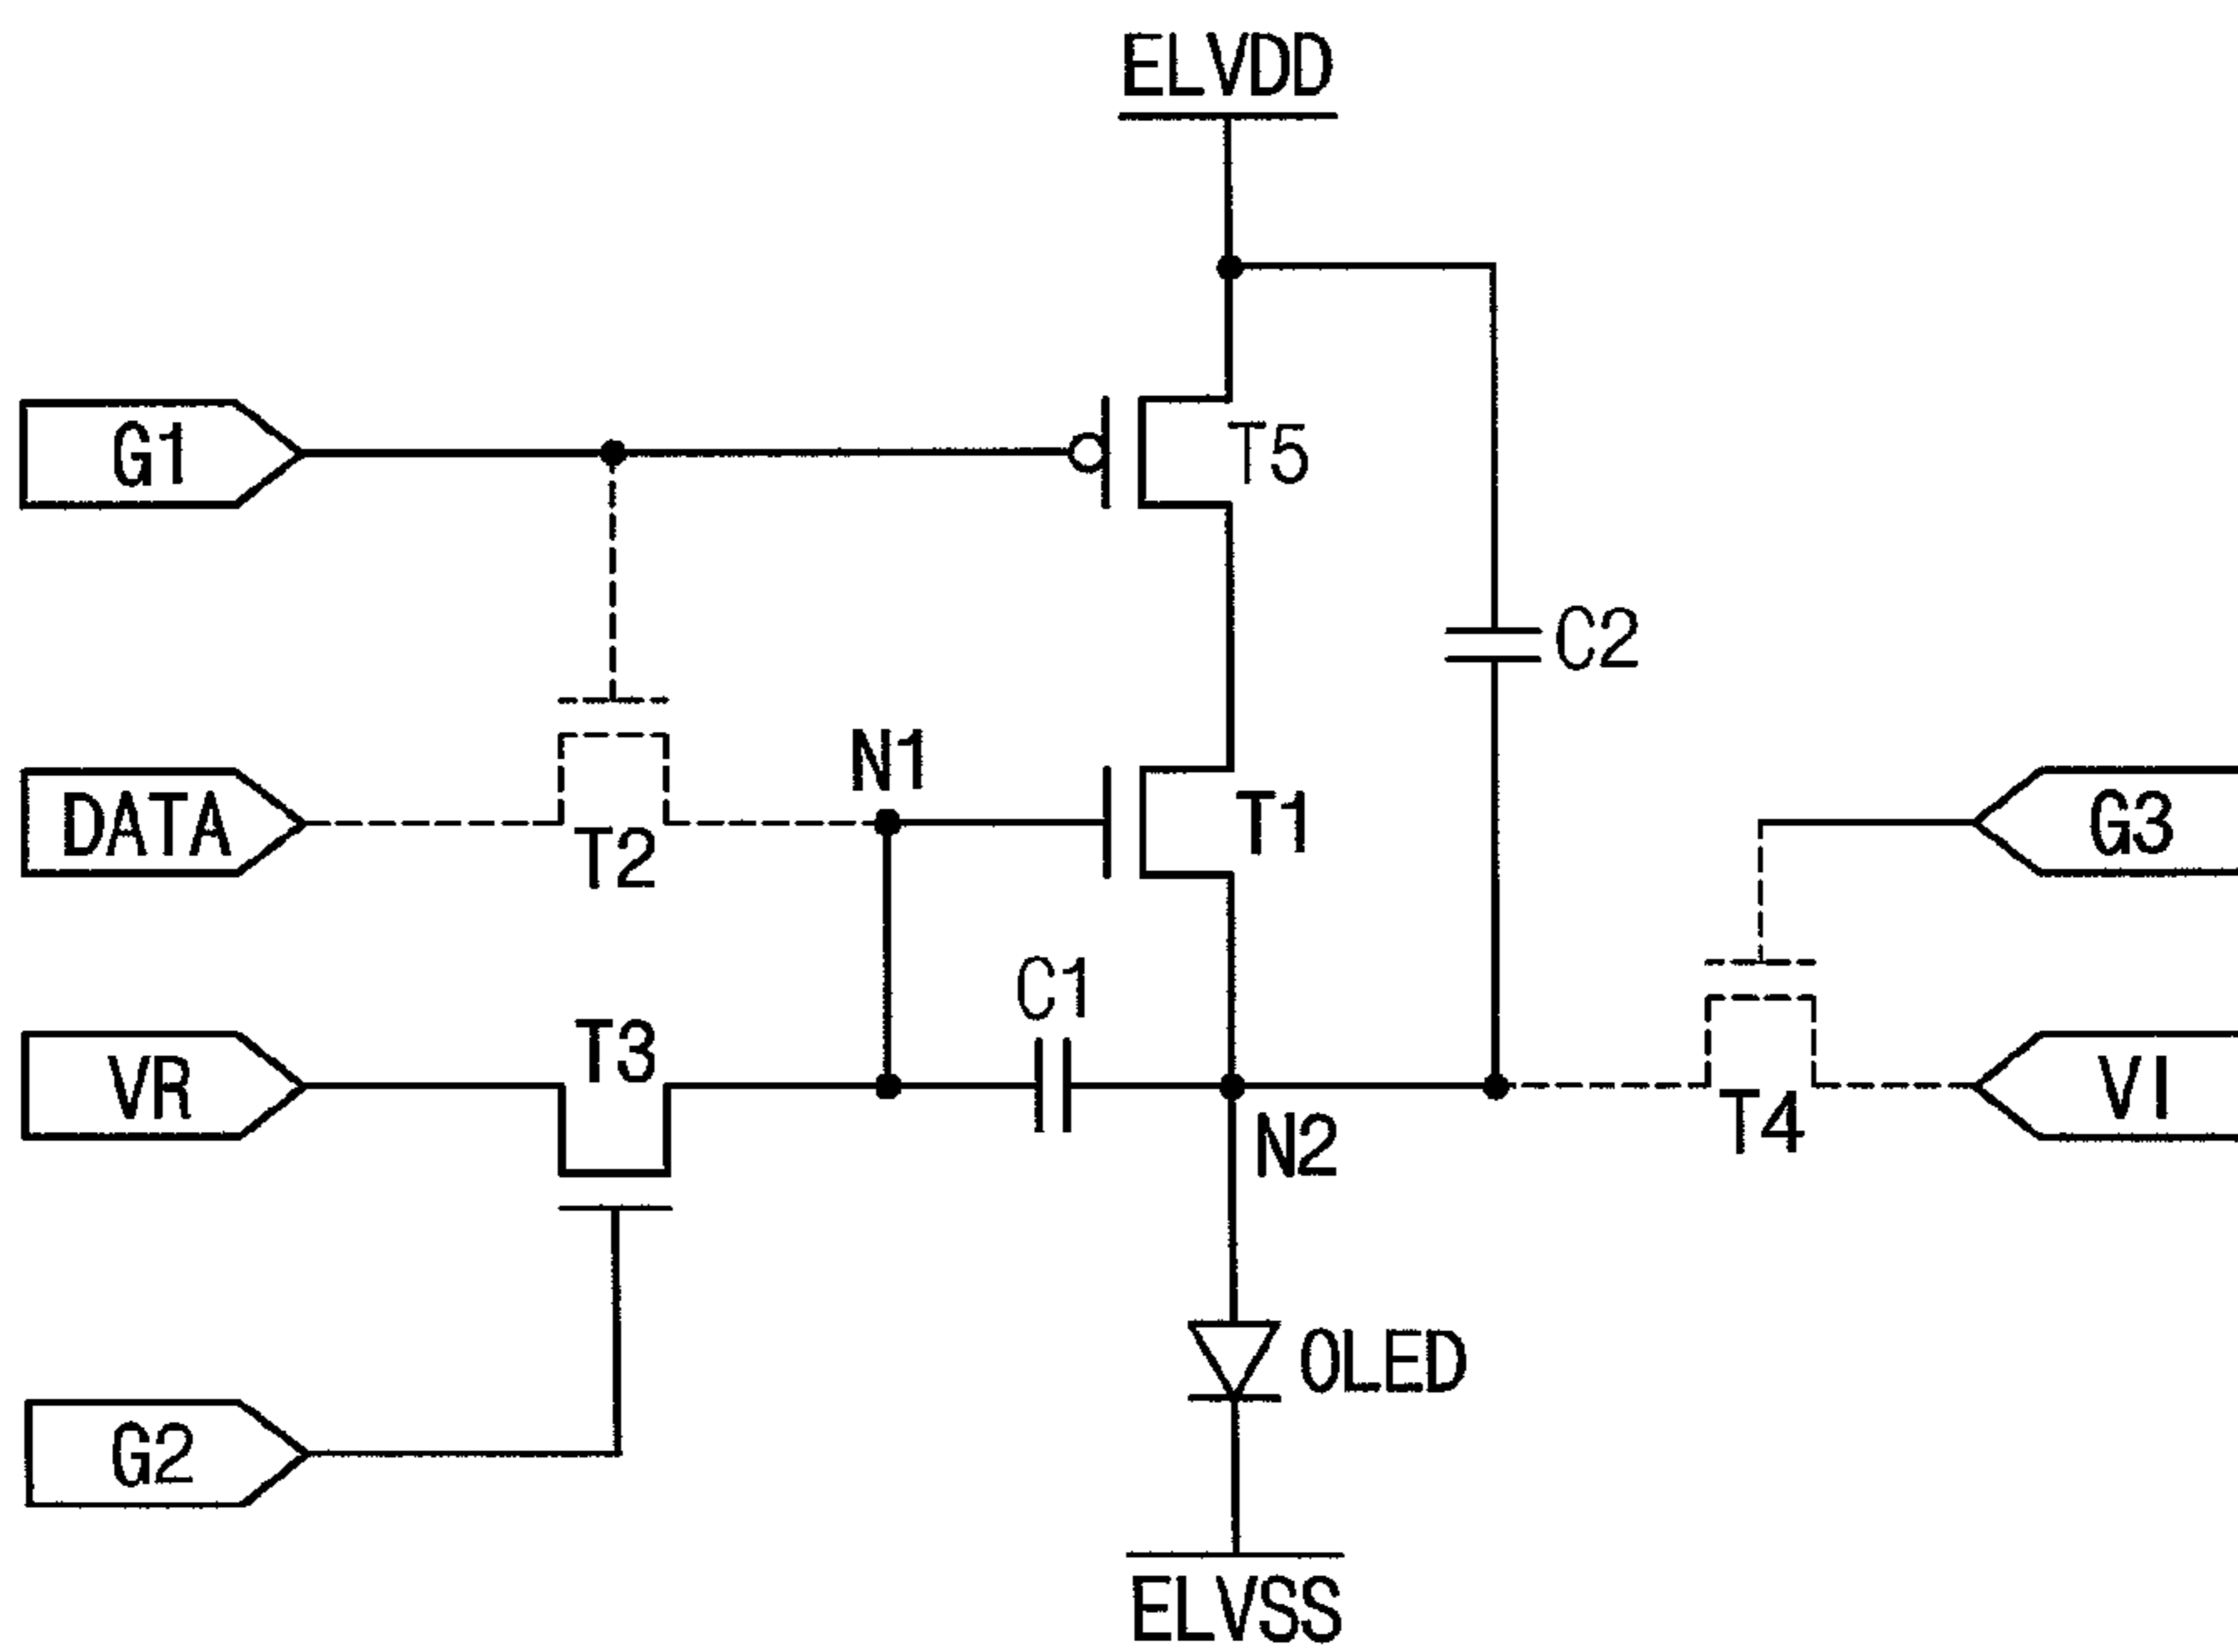 ELVDD
G1
T5
C2
N1
DATA
T2
T1
G3
C1
T3
VR
N2
T4
VI
OLED
G2
ELVSS